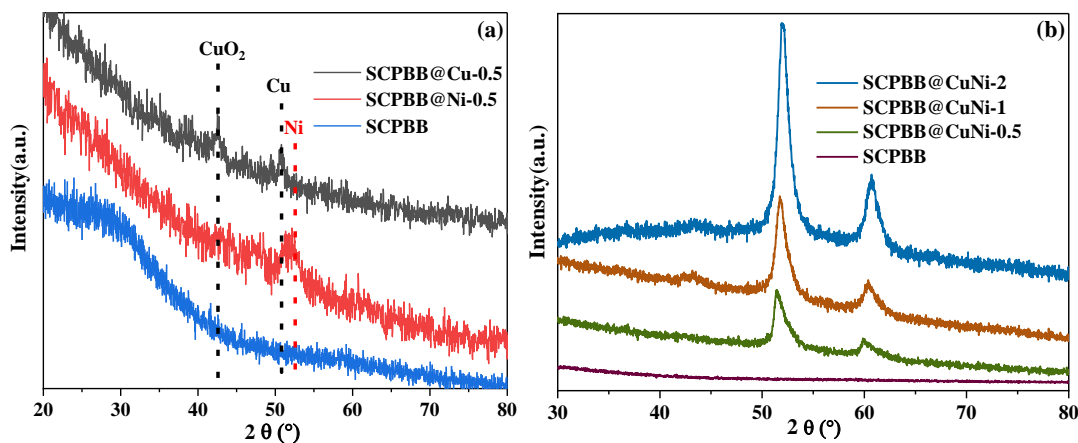 (a)
CuO₂
Cu
Ni
SCPBB@Cu-0.5
SCPBB@Ni-0.5
SCPBB
Intensity(a.u.)
20 30 40 50 60 70 80
2 θ (°)
(b)
SCPBB@CuNi-2
SCPBB@CuNi-1
SCPBB@CuNi-0.5
SCPBB
Intensity(a.u.)
30 40 50 60 70 80
2 θ (°)